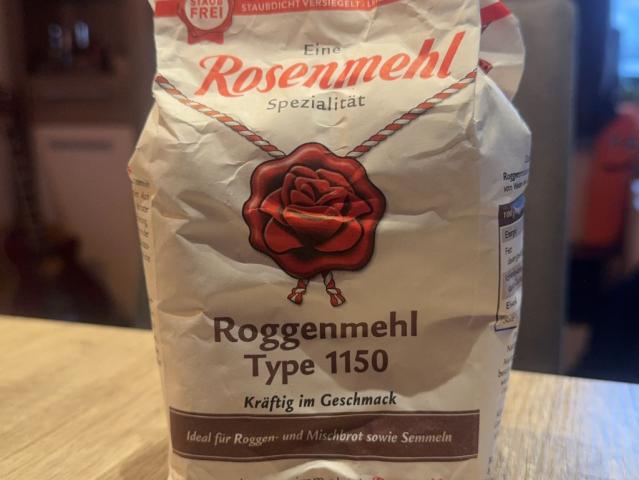 STAUB
FREI
STAUBDICHT VERSIEGELT
Eine
Rosenmehl
Spezialität
Roggenmehl
Type 1150
Kräftig im Geschmack
Ideal für Roggen- und Mischbrot sowie Semmeln